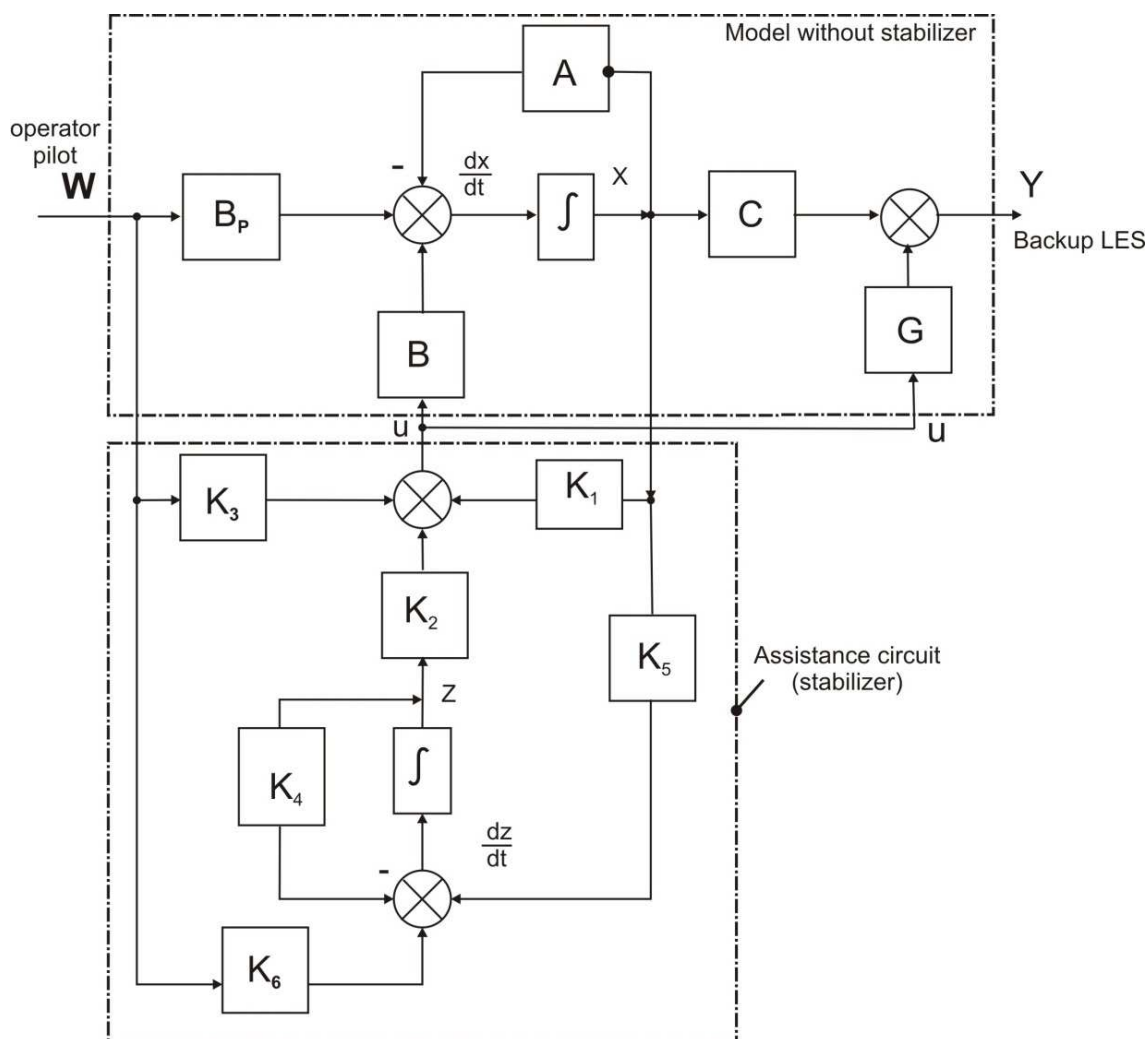 Model without stabilizer
A
operator
pilot
W
-
dx
dt
X
Y
B_P
∫
C
Backup LES
B
G
u
u
K_3
K_1
K_2
K_5
Assistance circuit
(stabilizer)
z
K_4
∫
dz
dt
-
K_6